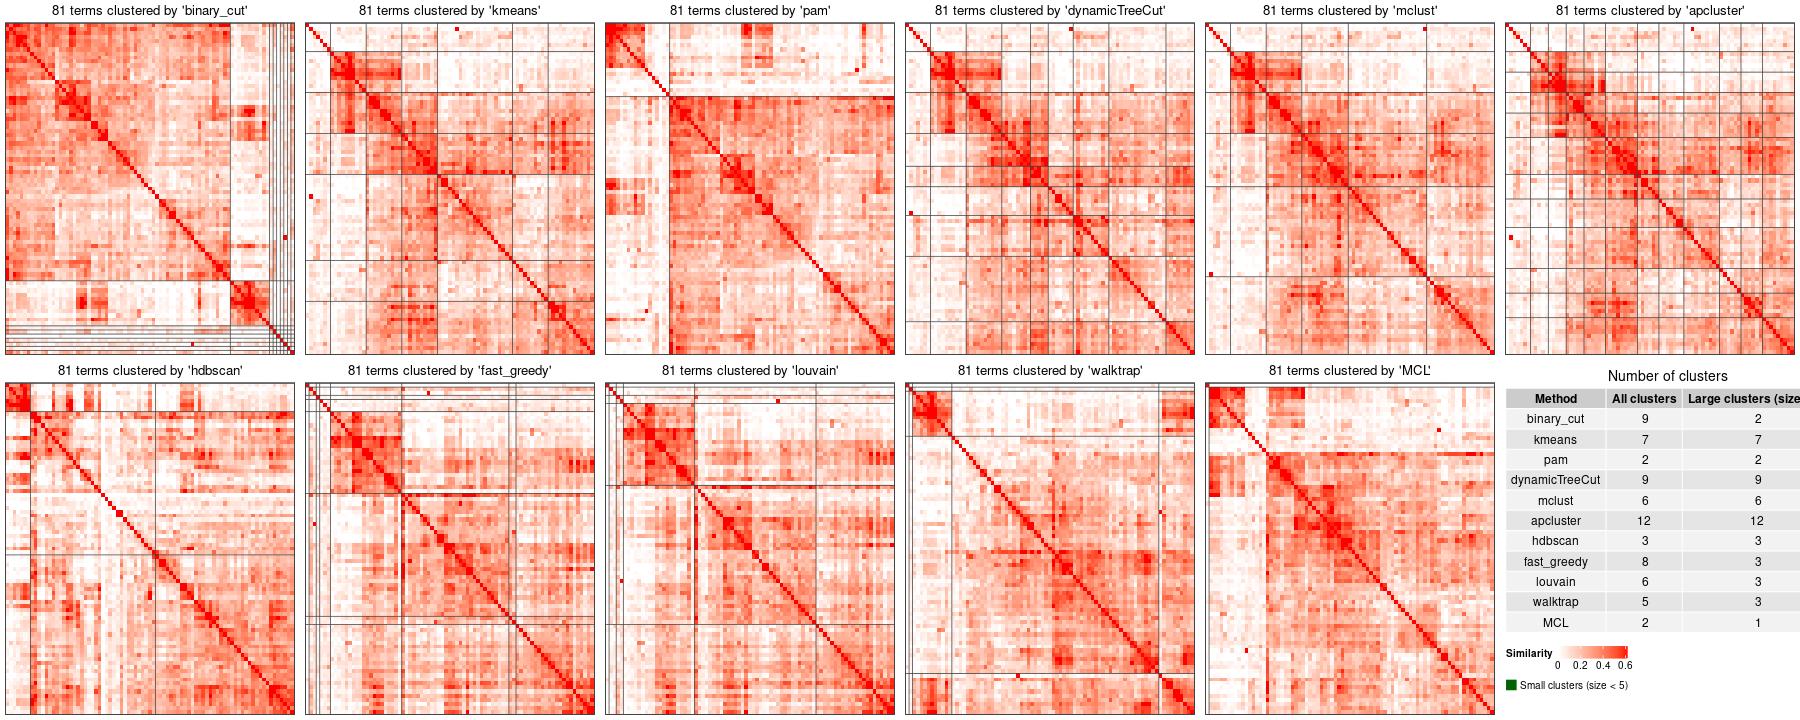 81 terms clustered by 'binary_cut'
81 terms clustered by 'kmeans'
81 terms clustered by 'pam'
81 terms clustered by 'dynamicTreeCut'
81 terms clustered by 'mclust'
81 terms clustered by 'apcluster'
81 terms clustered by 'hdbscan'
81 terms clustered by 'fast_greedy'
81 terms clustered by 'louvain'
81 terms clustered by 'walktrap'
81 terms clustered by 'MCL'
Number of clusters
Method All clusters Large clusters (size
binary_cut 9 2
kmeans 7 7
pam 2 2
dynamicTreeCut 9 9
mclust 6 6
apcluster 12 12
hdbscan 3 3
fast_greedy 8 3
louvain 6 3
walktrap 5 3
MCL 2 1
Similarity
0 0.2 0.4 0.6
Small clusters (size < 5)